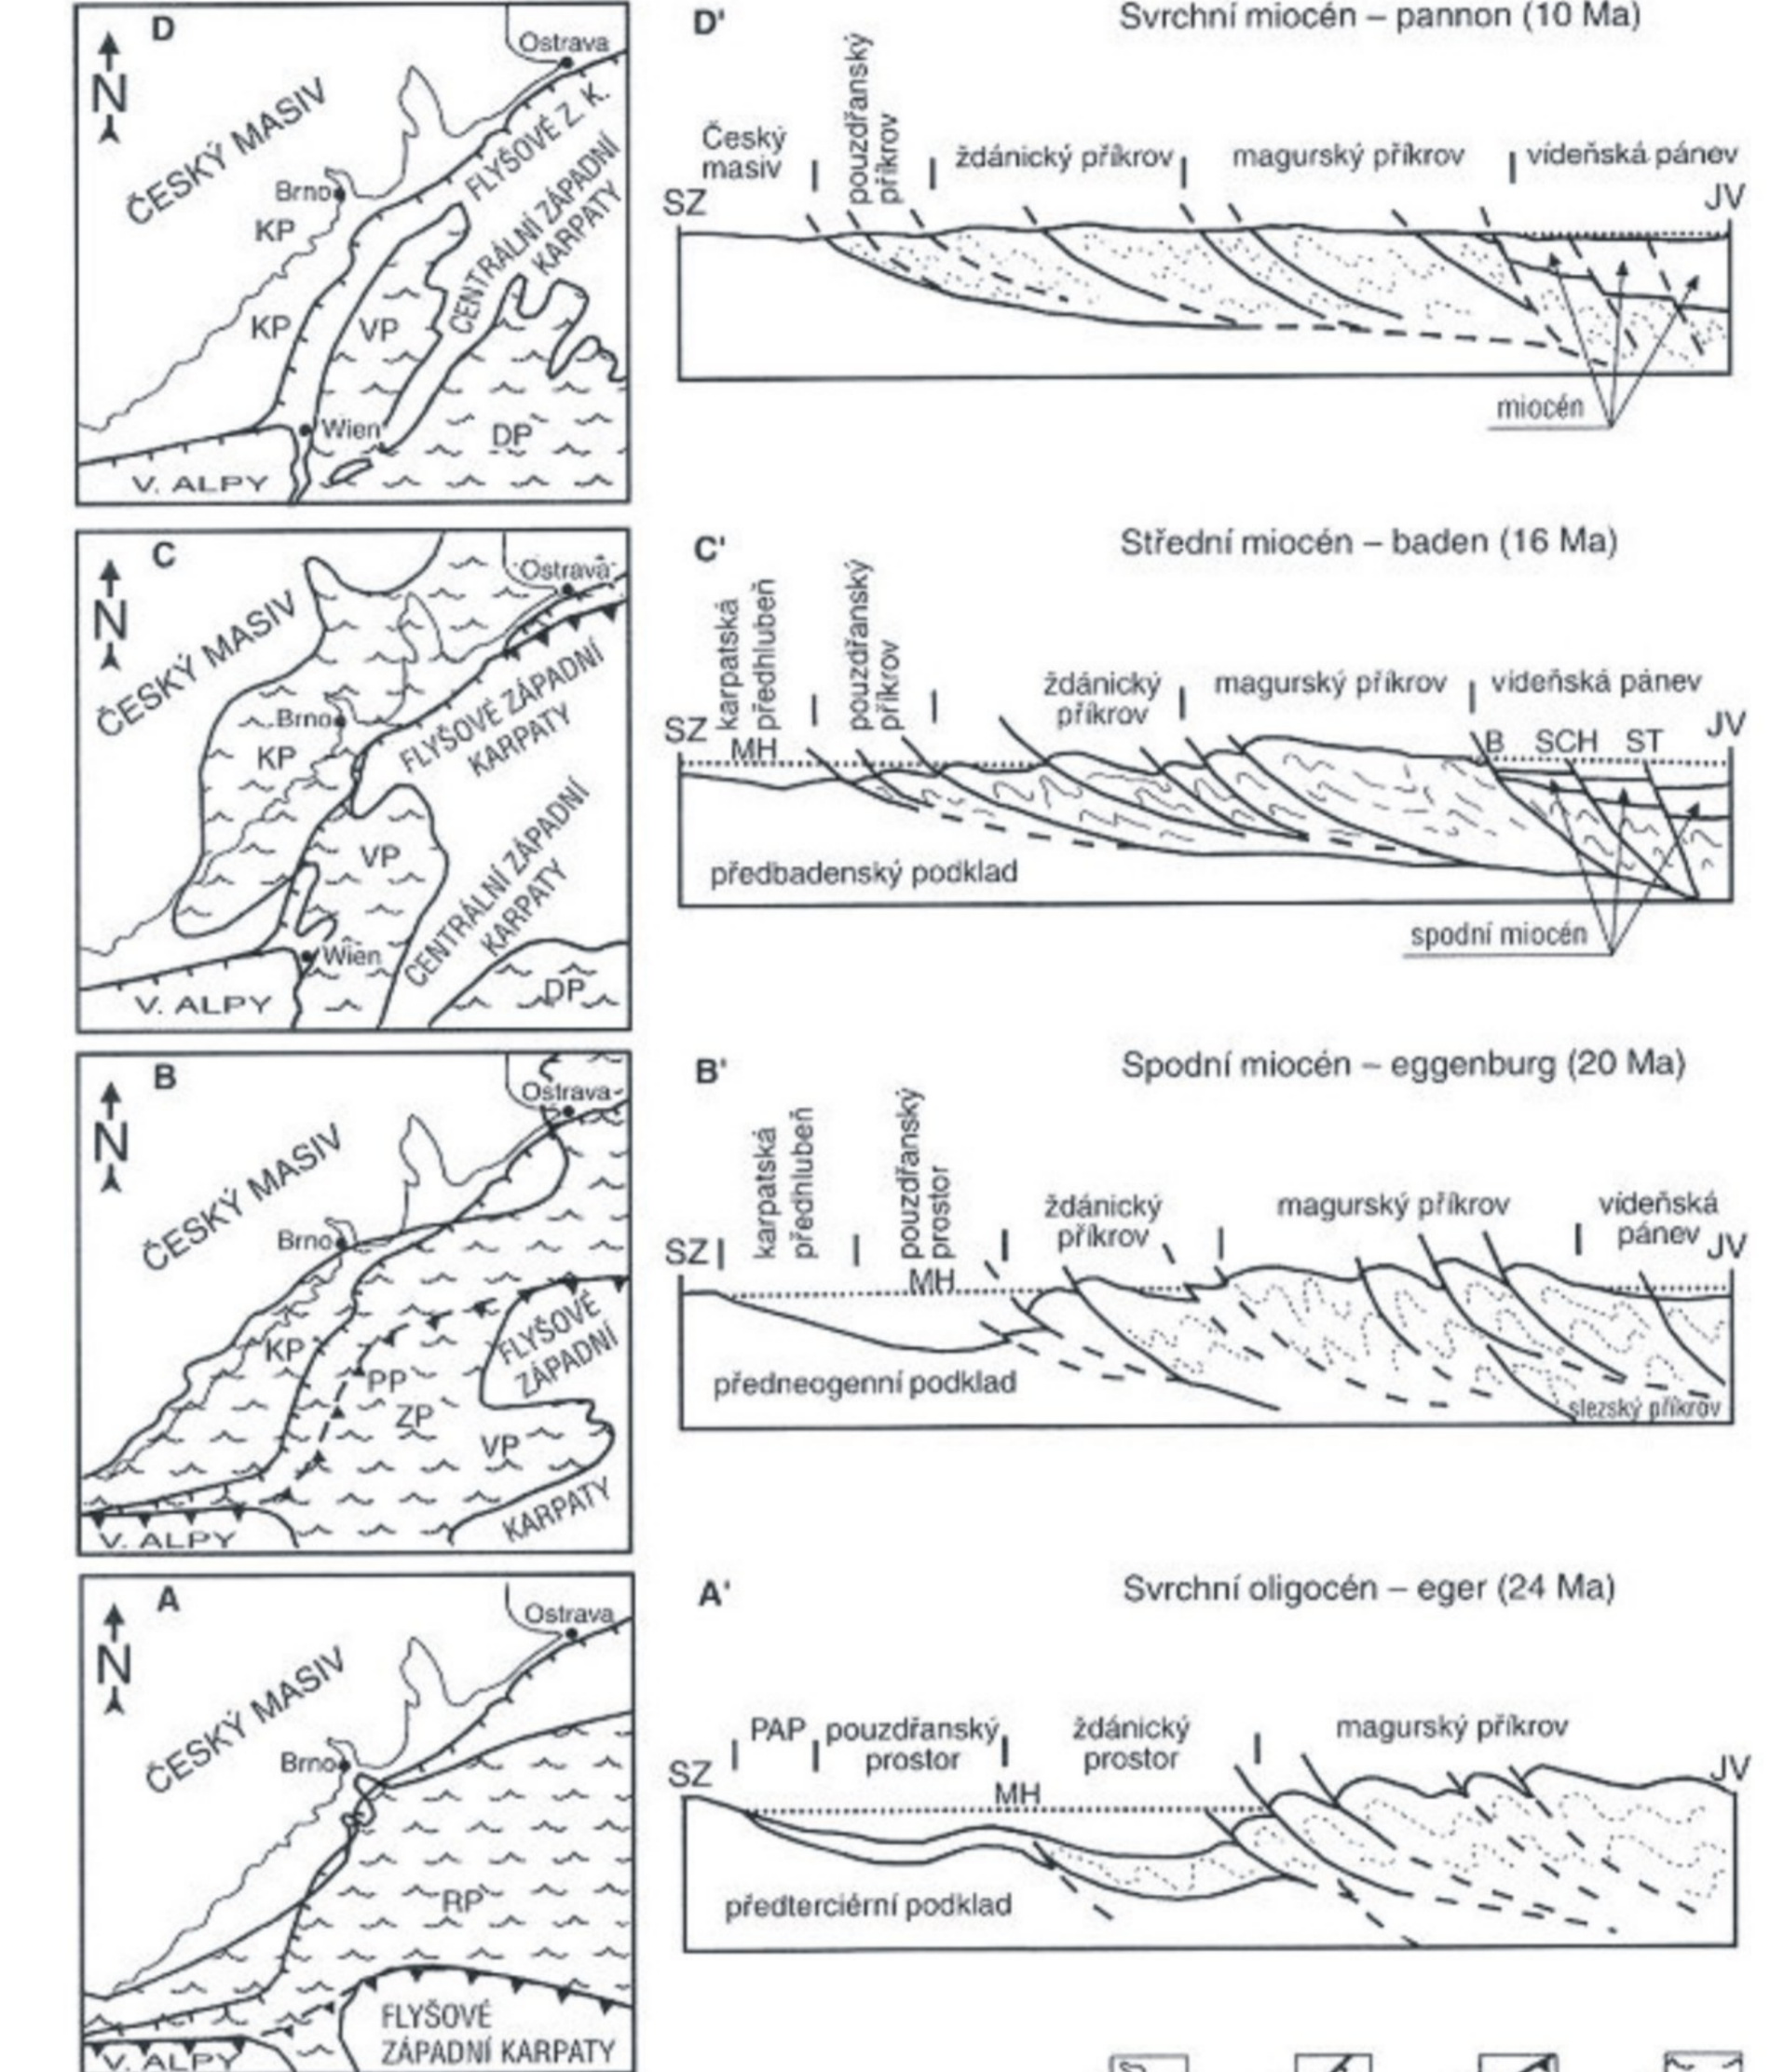 D
N
ČESKÝ MASIV
Ostrava
FLYŠOVÉ Z. K.
CENTRÁLNÍ ZÁPADNÍ
KARPATY
Brno
KP
KP
VP
Wien
DP
V. ALPY
D'
Svrchní miocén – pannon (10 Ma)
Český
masiv
pouzdřanský
příkrov
ždánický příkrov
magurský příkrov
vídeňská pánev
SZ
JV
miocén
C
N
ČESKÝ MASIV
Ostrava
Brno
KP
FLYŠOVÉ ZÁPADNÍ
KARPATY
VP
CENTRÁLNÍ ZÁPADNÍ
KARPATY
Wien
V. ALPY
DP
C'
Střední miocén – baden (16 Ma)
karpatská
předhlubeň
pouzdřanský
příkrov
ždánický
příkrov
magurský příkrov
vídeňská pánev
SZ
MH
B
SCH
ST
JV
předbadenský podklad
spodní miocén
B
N
ČESKÝ MASIV
Ostrava
Brno
KP
PP
ZP
VP
FLYŠOVÉ
ZÁPADNÍ
KARPATY
V. ALPY
B'
Spodní miocén – eggenburg (20 Ma)
karpatská
předhlubeň
pouzdřanský
prostor
ždánický
příkrov
magurský příkrov
vídeňská
pánev
SZ
MH
JV
předneogenní podklad
slezský příkrov
A
N
ČESKÝ MASIV
Ostrava
Brno
RP
FLYŠOVÉ
ZÁPADNÍ KARPATY
V. ALPY
A'
Svrchní oligocén – eger (24 Ma)
PAP
pouzdřanský
prostor
ždánický
prostor
magurský příkrov
SZ
MH
JV
předterciérní podklad